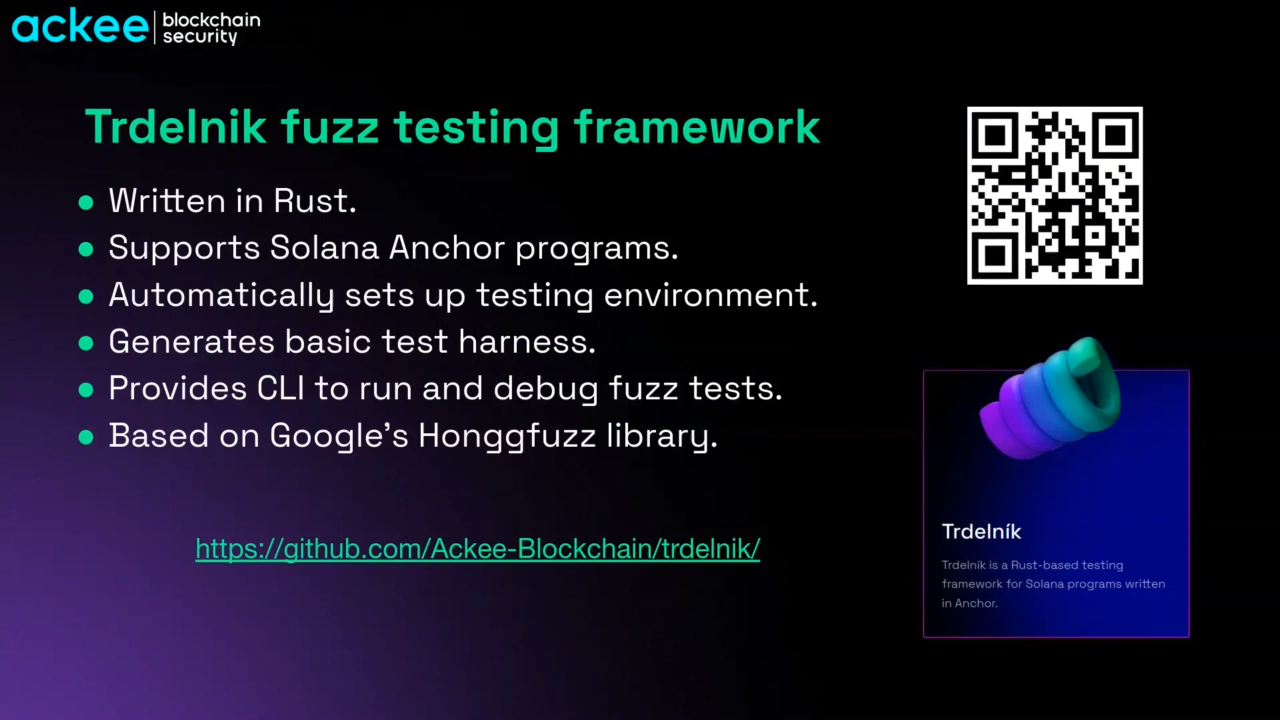 ackee blockchain security
Trdelnik fuzz testing framework
Written in Rust.
Supports Solana Anchor programs.
Automatically sets up testing environment.
Generates basic test harness.
Provides CLI to run and debug fuzz tests.
Based on Google's Honggfuzz library.
https://github.com/Ackee-Blockchain/trdelnik/
Trdelník
Trdelník is a Rust-based testing
framework for Solana programs written
in Anchor.